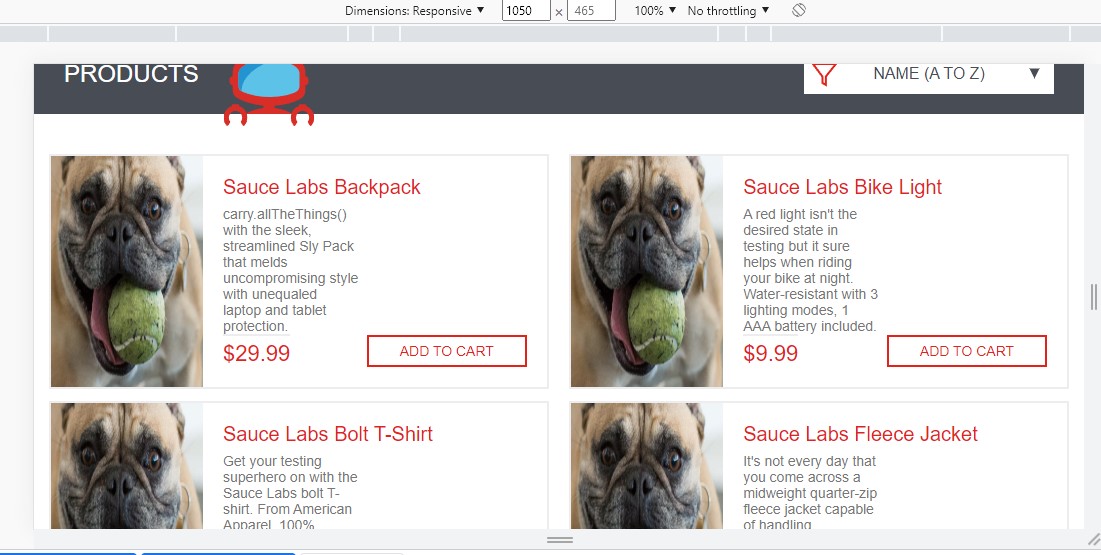 Dimensions: Responsive ▼ 1050 × 465 100% ▼ No throttling ▼
PRODUCTS
NAME (A TO Z) ▼
Sauce Labs Backpack
carry.allTheThings()
with the sleek,
streamlined Sly Pack
that melds
uncompromising style
with unequaled
laptop and tablet
protection.
$29.99
ADD TO CART
Sauce Labs Bike Light
A red light isn't the
desired state in
testing but it sure
helps when riding
your bike at night.
Water-resistant with 3
lighting modes, 1
AAA battery included.
$9.99
ADD TO CART
Sauce Labs Bolt T-Shirt
Get your testing
superhero on with the
Sauce Labs bolt T-
shirt. From American
Apparel, 100%
Sauce Labs Fleece Jacket
It's not every day that
you come across a
midweight quarter-zip
fleece jacket capable
of handling